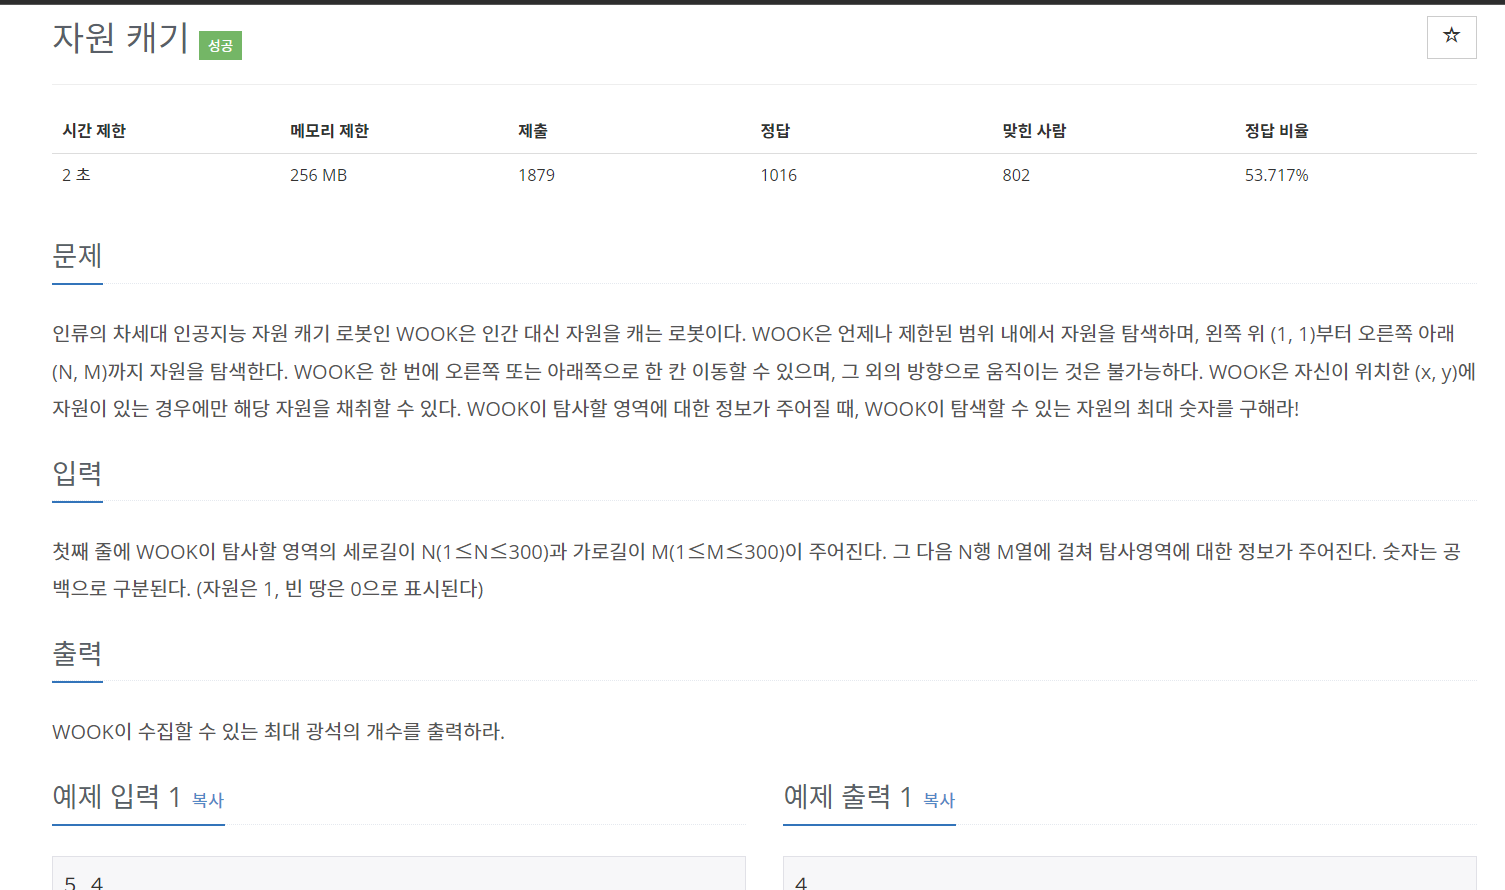 자원 캐기 성공
☆
시간 제한 메모리 제한 제출 정답 맞힌 사람 정답 비율
2 초 256 MB 1879 1016 802 53.717%
문제
인류의 차세대 인공지능 자원 캐기 로봇인 WOOK은 인간 대신 자원을 캐는 로봇이다. WOOK은 언제나 제한된 범위 내에서 자원을 탐색하며, 왼쪽 위 (1, 1)부터 오른쪽 아래
(N, M)까지 자원을 탐색한다. WOOK은 한 번에 오른쪽 또는 아래쪽으로 한 칸 이동할 수 있으며, 그 외의 방향으로 움직이는 것은 불가능하다. WOOK은 자신이 위치한 (x, y)에
자원이 있는 경우에만 해당 자원을 채취할 수 있다. WOOK이 탐사할 영역에 대한 정보가 주어질 때, WOOK이 탐색할 수 있는 자원의 최대 숫자를 구해라!
입력
첫째 줄에 WOOK이 탐사할 영역의 세로길이 N(1≤N≤300)과 가로길이 M(1≤M≤300)이 주어진다. 그 다음 N행 M열에 걸쳐 탐사영역에 대한 정보가 주어진다. 숫자는 공
백으로 구분된다. (자원은 1, 빈 땅은 0으로 표시된다)
출력
WOOK이 수집할 수 있는 최대 광석의 개수를 출력하라.
예제 입력 1 복사
예제 출력 1 복사
5 4
4